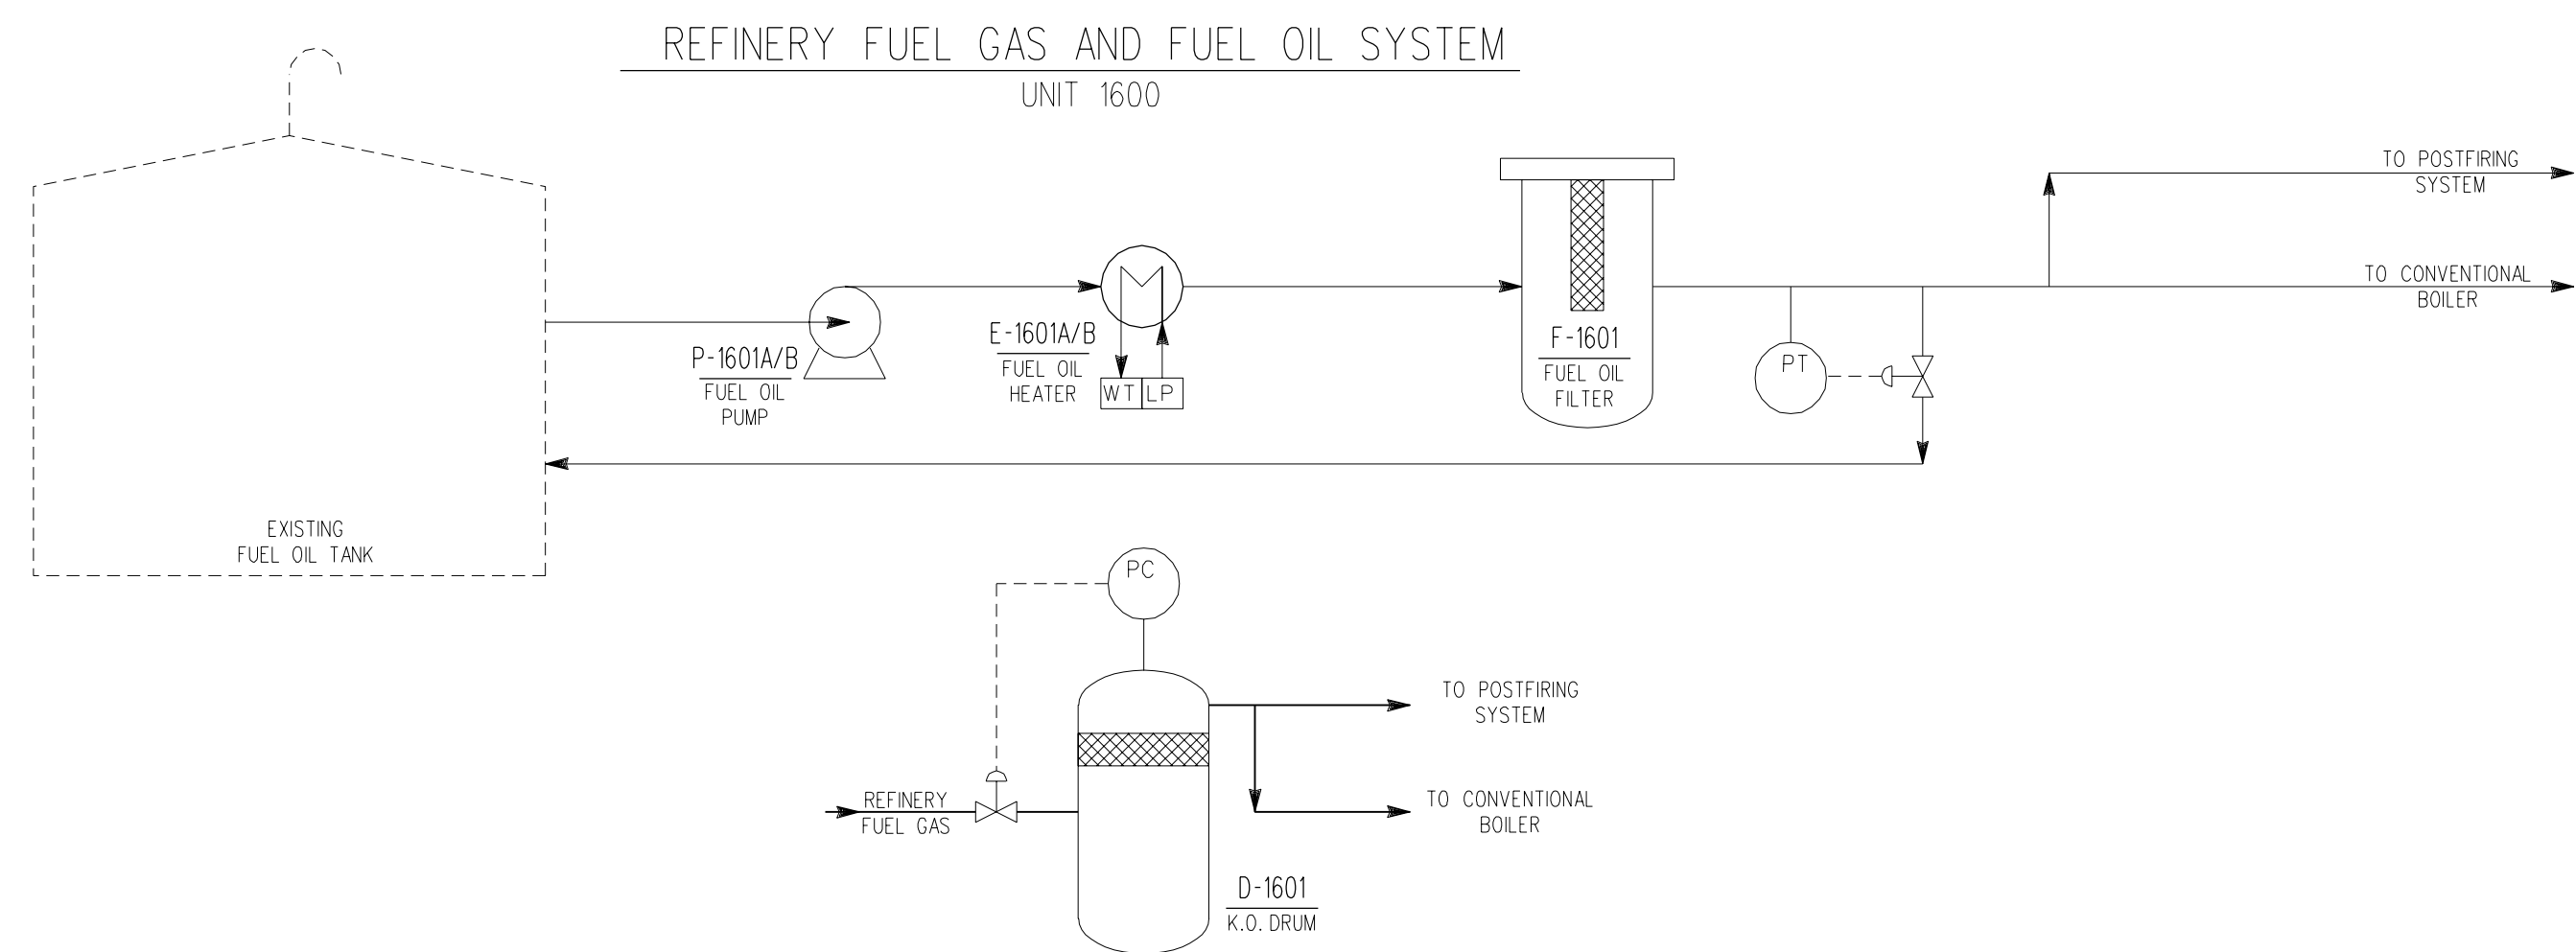 REFINERY FUEL GAS AND FUEL OIL SYSTEM
UNIT 1600
TO POSTFIRING
SYSTEM
TO CONVENTIONAL
BOILER
P-1601A/B
FUEL OIL
PUMP
E-1601A/B
FUEL OIL
HEATER
WT LP
F-1601
FUEL OIL
FILTER
PT
EXISTING
FUEL OIL TANK
PC
REFINERY
FUEL GAS
TO POSTFIRING
SYSTEM
TO CONVENTIONAL
BOILER
D-1601
K.O. DRUM